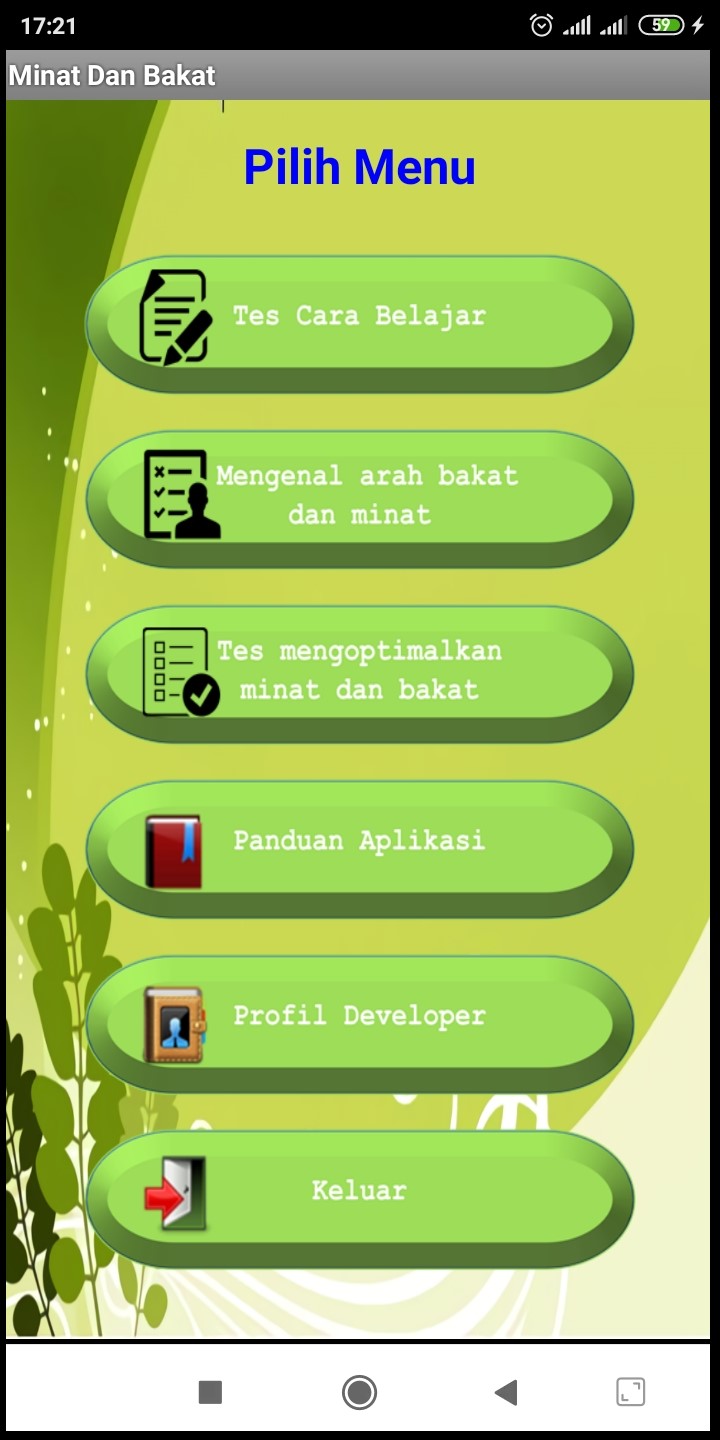 17:21
59
Minat Dan Bakat
Pilih Menu
Tes Cara Belajar
Mengenal arah bakat
dan minat
Tes mengoptimalkan
minat dan bakat
Panduan Aplikasi
Profil Developer
Keluar